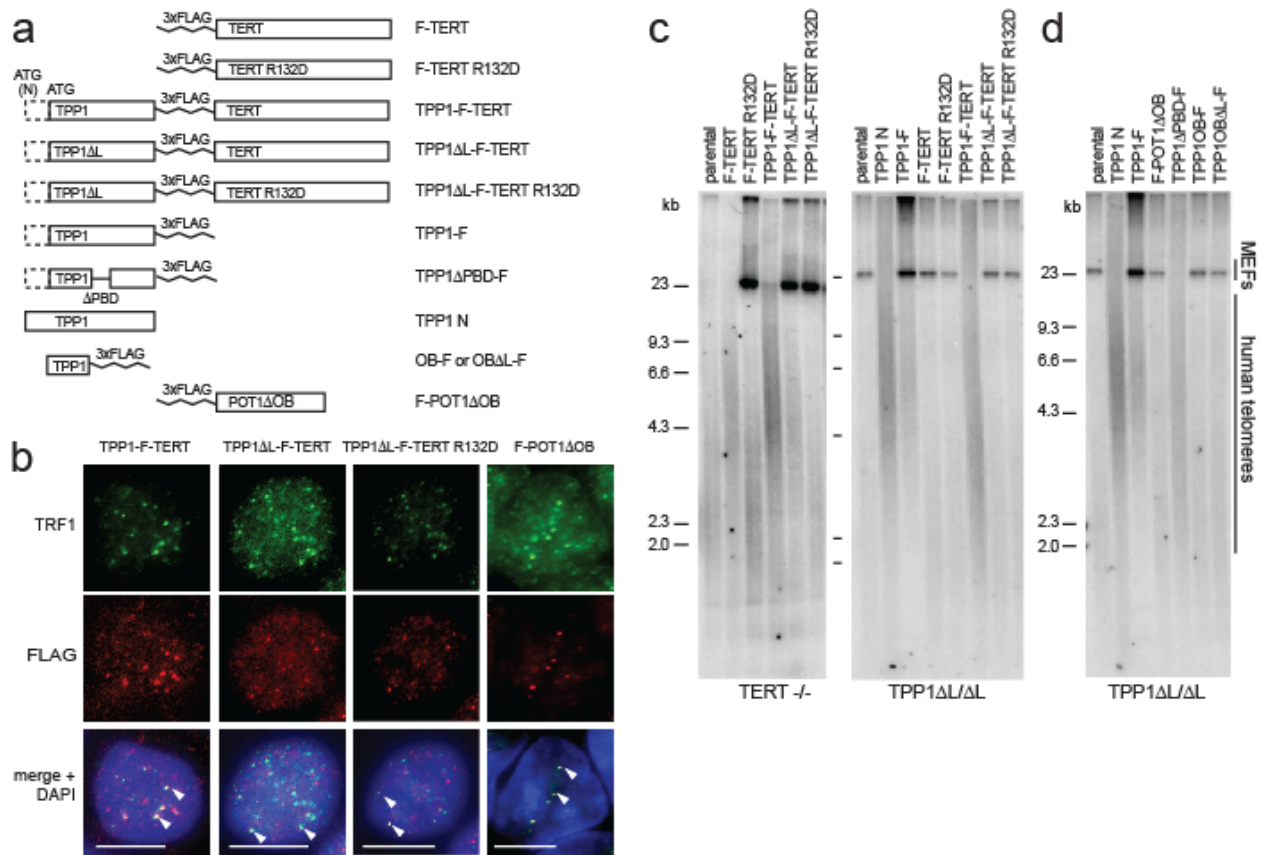 a
3xFLAG
TERT
F-TERT
3xFLAG
TERT R132D
F-TERT R132D
ATG
(N)
ATG
TPP1
3xFLAG
TERT
TPP1-F-TERT
TPP1ΔL
3xFLAG
TERT
TPP1ΔL-F-TERT
TPP1ΔL
3xFLAG
TERT R132D
TPP1ΔL-F-TERT R132D
TPP1
3xFLAG
TPP1-F
TPP1
3xFLAG
TPP1ΔPBD-F
ΔPBD
TPP1
TPP1 N
TPP1
3xFLAG
OB-F or OBΔL-F
3xFLAG
POT1ΔOB
F-POT1ΔOB
b
TPP1-F-TERT
TPP1ΔL-F-TERT
TPP1ΔL-F-TERT R132D
F-POT1ΔOB
TRF1
FLAG
merge +
DAPI
c
parental
F-TERT
F-TERT R132D
TPP1-F-TERT
TPP1ΔL-F-TERT
TPP1ΔL-F-TERT R132D
kb
23
9.3
6.6
4.3
2.3
2.0
TERT -/-
parental
TPP1 N
TPP1-F
F-TERT
F-TERT R132D
TPP1-F-TERT
TPP1ΔL-F-TERT
TPP1ΔL-F-TERT R132D
TPP1ΔL/ΔL
d
parental
TPP1 N
TPP1-F
F-POT1ΔOB
TPP1ΔPBD-F
TPP1OB-F
TPP1OBΔL-F
kb
23
9.3
6.6
4.3
2.3
2.0
MEFs
human telomeres
TPP1ΔL/ΔL